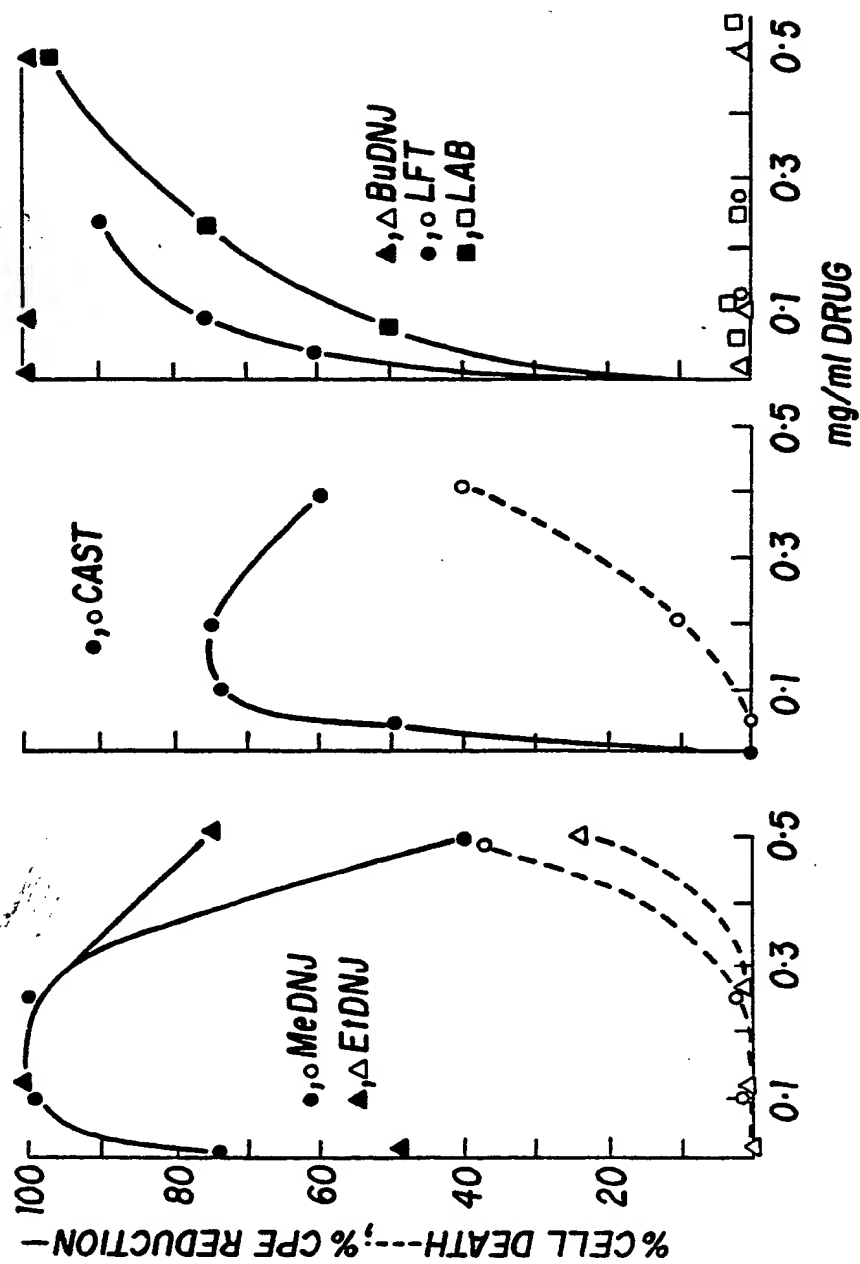 % CELL DEATH---; % CPE REDUCTION —
100
80
60
40
20
●,○ MeDNJ
▲,△ EtDNJ
0·1
0·3
0·5
●,○ CAST
0·1
0·3
0·5
▲,△ BuDNJ
●,○ LFT
■,□ LAB
0·1
0·3
0·5
mg/ml DRUG